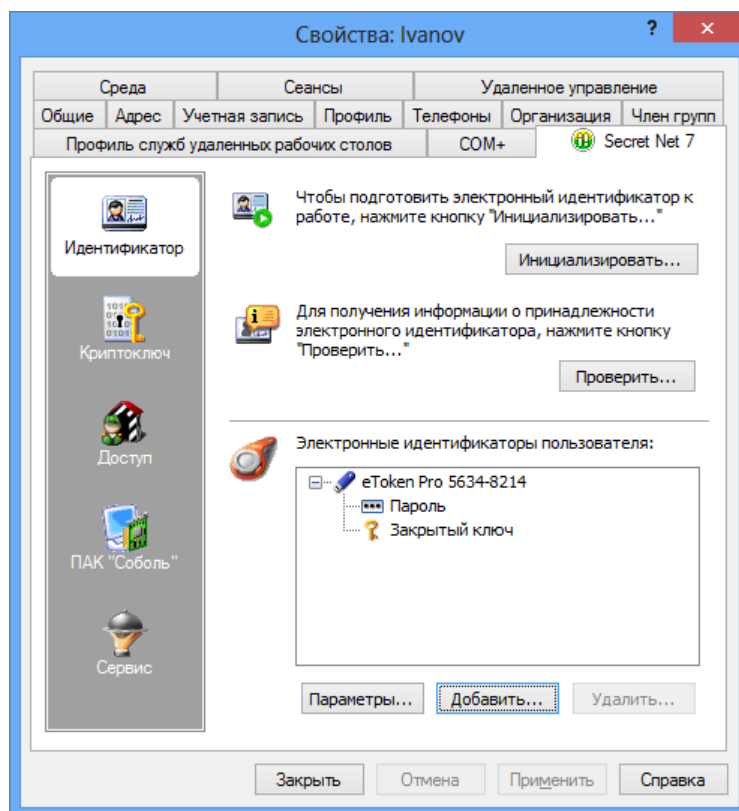 Свойства: Ivanov
?
×
Среда
Сеансы
Удаленное управление
Общие
Адрес
Учетная запись
Профиль
Телефоны
Организация
Член групп
Профиль служб удаленных рабочих столов
COM+
Secret Net 7
Идентификатор
Криптоключ
Доступ
ПАК "Соболь"
Сервис
Чтобы подготовить электронный идентификатор к
работе, нажмите кнопку "Инициализировать..."
Инициализировать...
Для получения информации о принадлежности
электронного идентификатора, нажмите кнопку
"Проверить..."
Проверить...
Электронные идентификаторы пользователя:
eToken Pro 5634-8214
Пароль
Закрытый ключ
Параметры...
Добавить...
Удалить...
Закрыть
Отмена
Применить
Справка